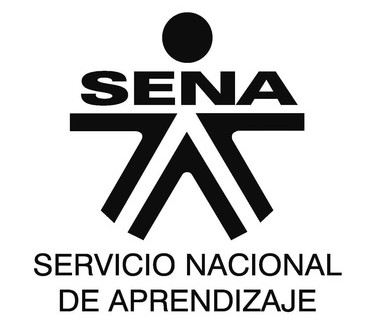 SENA
SERVICIO NACIONAL
DE APRENDIZAJE